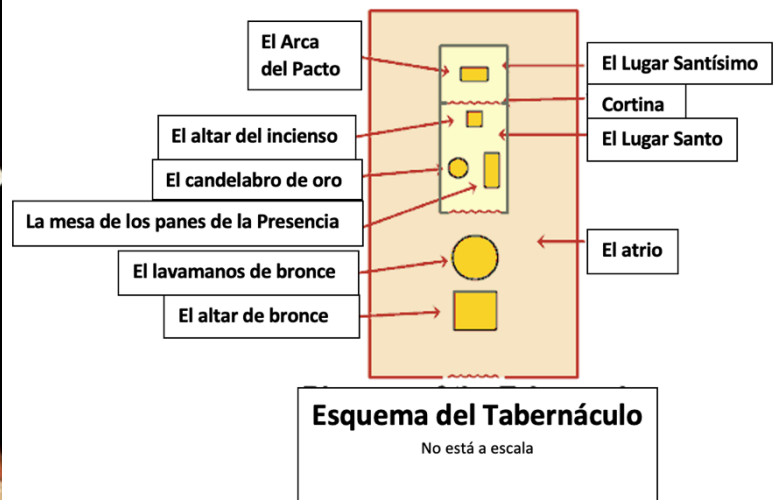 El Arca
del Pacto
El Lugar Santísimo
Cortina
El altar del incienso
El Lugar Santo
El candelabro de oro
La mesa de los panes de la Presencia
El atrio
El lavamanos de bronce
El altar de bronce
Esquema del Tabernáculo
No está a escala